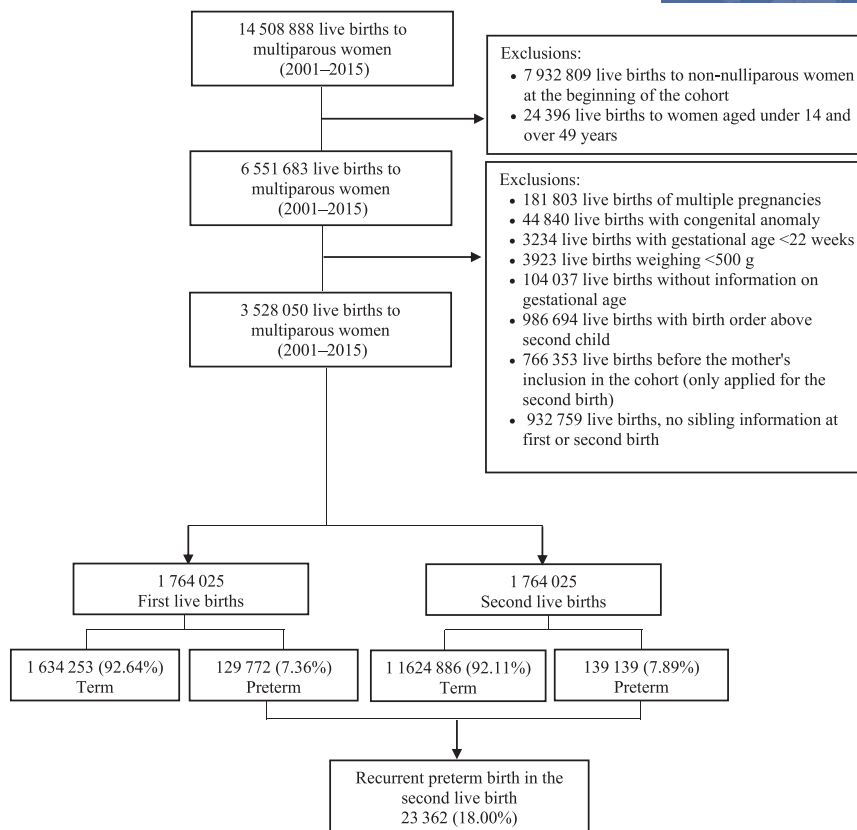 14 508 888 live births to
multiparous women
(2001–2015)
Exclusions:
• 7 932 809 live births to non-nulliparous women
at the beginning of the cohort
• 24 396 live births to women aged under 14 and
over 49 years
6 551 683 live births to
multiparous women
(2001–2015)
Exclusions:
• 181 803 live births of multiple pregnancies
• 44 840 live births with congenital anomaly
• 3234 live births with gestational age <22 weeks
• 3923 live births weighing <500 g
• 104 037 live births without information on
gestational age
• 986 694 live births with birth order above
second child
• 766 353 live births before the mother's
inclusion in the cohort (only applied for the
second birth)
• 932 759 live births, no sibling information at
first or second birth
3 528 050 live births to
multiparous women
(2001–2015)
1 764 025
First live births
1 764 025
Second live births
1 634 253 (92.64%)
Term
129 772 (7.36%)
Preterm
1 1624 886 (92.11%)
Term
139 139 (7.89%)
Preterm
Recurrent preterm birth in the
second live birth
23 362 (18.00%)